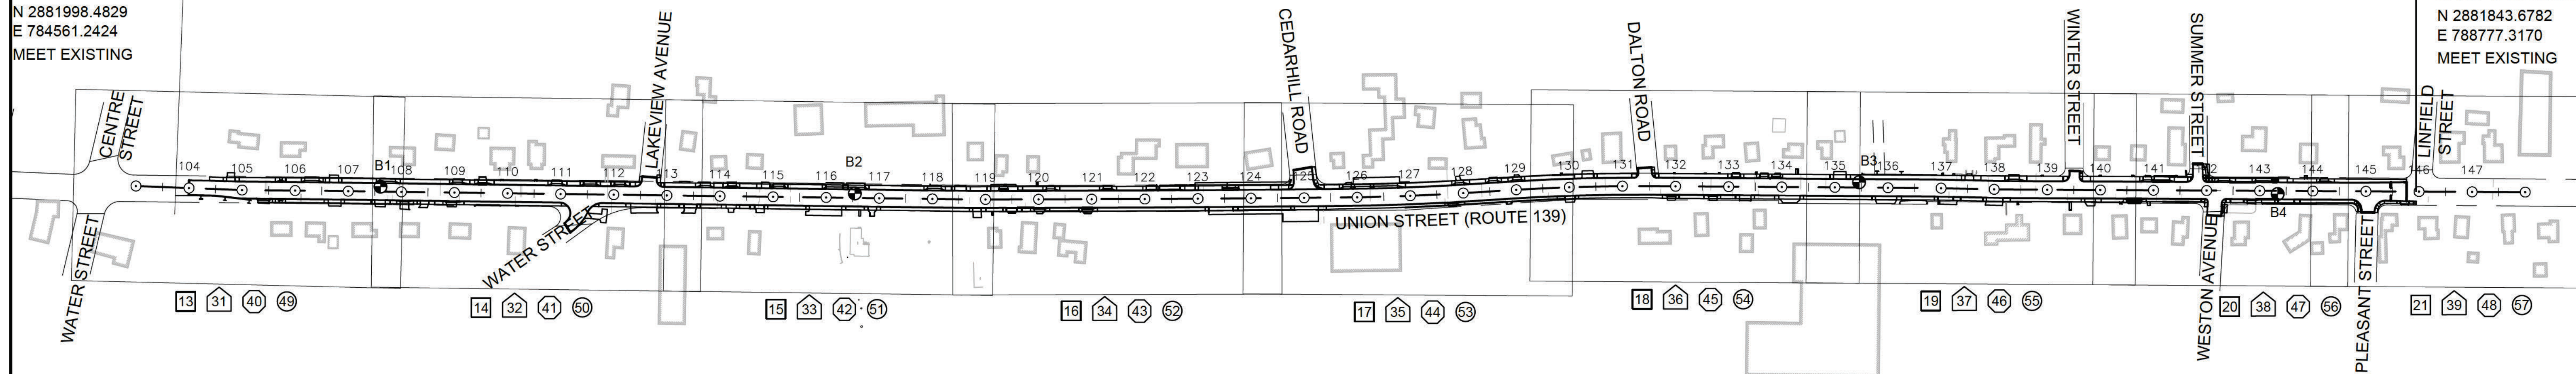 N 2881998.4829
E 784561.2424
MEET EXISTING
N 2881843.6782
E 788777.3170
MEET EXISTING
CENTRE
STREET
LAKEVIEW AVENUE
CEDARHILL ROAD
DALTON ROAD
WINTER STREET
SUMMER STREET
LINFIELD
STREET
104 105 106 107 B1 108 109 110 111 112 113 114 115 116 B2 117 118 119 120 121 122 123 124 125 126 127 128 129 130 131 132 133 134 135 B3 136 137 138 139 140 141 142 143 144 145 146 147
B4
WATER STREET
WATER STREET
UNION STREET (ROUTE 139)
WESTON AVENUE
PLEASANT STREET
13 31 40 49
14 32 41 50
15 33 42 51
16 34 43 52
17 35 44 53
18 36 45 54
19 37 46 55
20 38 47 56
21 39 48 57